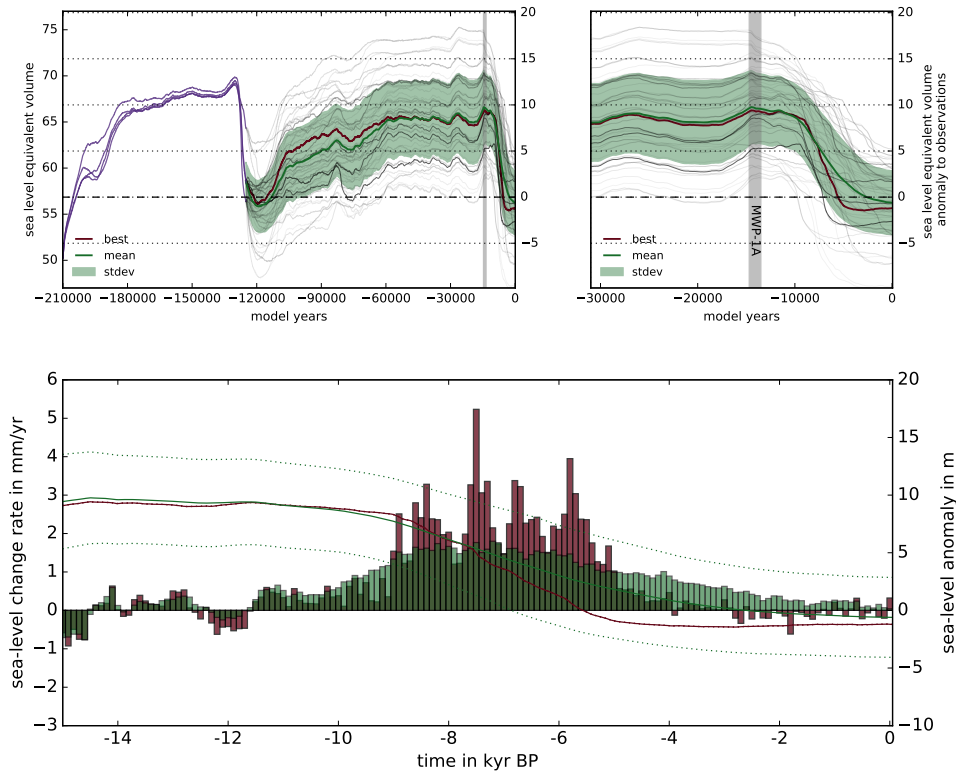 sea level equivalent volume
75
70
65
60
55
50
20
15
10
5
0
−5
best
mean
stdev
−210000 −180000 −150000 −120000 −90000 −60000 −30000 0
model years
MWP-1A
best
mean
stdev
−30000 −20000 −10000 0
model years
20
15
10
5
0
−5
sea level equivalent volume
anomaly to observations
sea-level change rate in mm/yr
6
5
4
3
2
1
0
−1
−2
−3
20
15
10
5
0
−5
−10
sea-level anomaly in m
-14 -12 -10 -8 -6 -4 -2 0
time in kyr BP